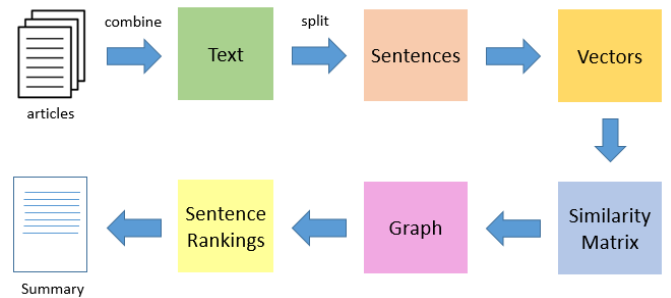 combine
split
Text
Sentences
Vectors
articles
Similarity
Matrix
Graph
Sentence
Rankings
Summary